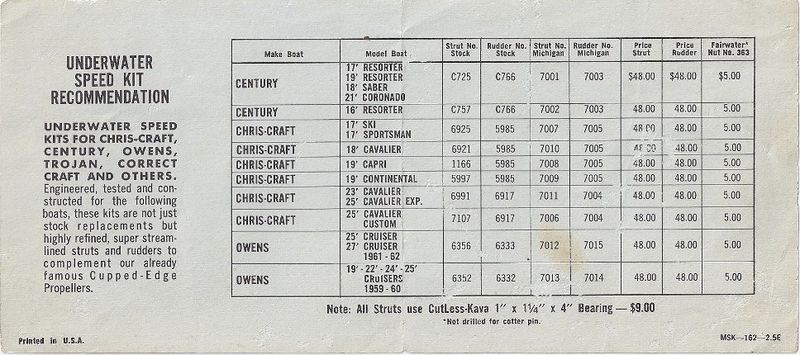 UNDERWATER
SPEED KIT
RECOMMENDATION
UNDERWATER SPEED
KITS FOR CHRIS-CRAFT,
CENTURY, OWENS,
TROJAN, CORRECT
CRAFT AND OTHERS.
Engineered, tested and con-
structed for the following
boats, these kits are not just
stock replacements but
highly refined, super stream-
lined struts and rudders to
complement our already
famous Cupped-Edge
Propellers.
Printed in U.S.A.
Make Boat Model Boat Strut No. Stock Rudder No. Stock Strut No. Michigan Rudder No. Michigan Price Strut Price Rudder Fairwater* Nut No. 363
CENTURY 17' RESORTER C725 C766 7001 7003 $48.00 $48.00 $5.00
19' RESORTER
18' SABER
21' CORONADO
CENTURY 16' RESORTER C757 C766 7002 7003 48.00 48.00 5.00
CHRIS-CRAFT 17' SKI 6925 5985 7007 7005 48.00 48.00 5.00
17' SPORTSMAN
CHRIS-CRAFT 18' CAVALIER 6921 5985 7010 7005 48.00 48.00 5.00
CHRIS-CRAFT 19' CAPRI 1166 5985 7008 7005 48.00 48.00 5.00
CHRIS-CRAFT 19' CONTINENTAL 5997 5985 7009 7005 48.00 48.00 5.00
CHRIS-CRAFT 23' CAVALIER 6991 6917 7011 7004 48.00 48.00 5.00
25' CAVALIER EXP.
CHRIS-CRAFT 25' CAVALIER 7107 6917 7006 7004 48.00 48.00 5.00
CUSTOM
OWENS 25' CRUISER 6356 6333 7012 7015 48.00 48.00 5.00
27' CRUISER
1961 - 62
OWENS 19' - 22' - 24' - 25' 6352 6332 7013 7014 48.00 48.00 5.00
CRUISERS
1959 - 60
Note: All Struts use CutLess-Kava 1" x 1¼" x 4" Bearing — $9.00
*Not drilled for cotter pin.
MSK—162—2.5E